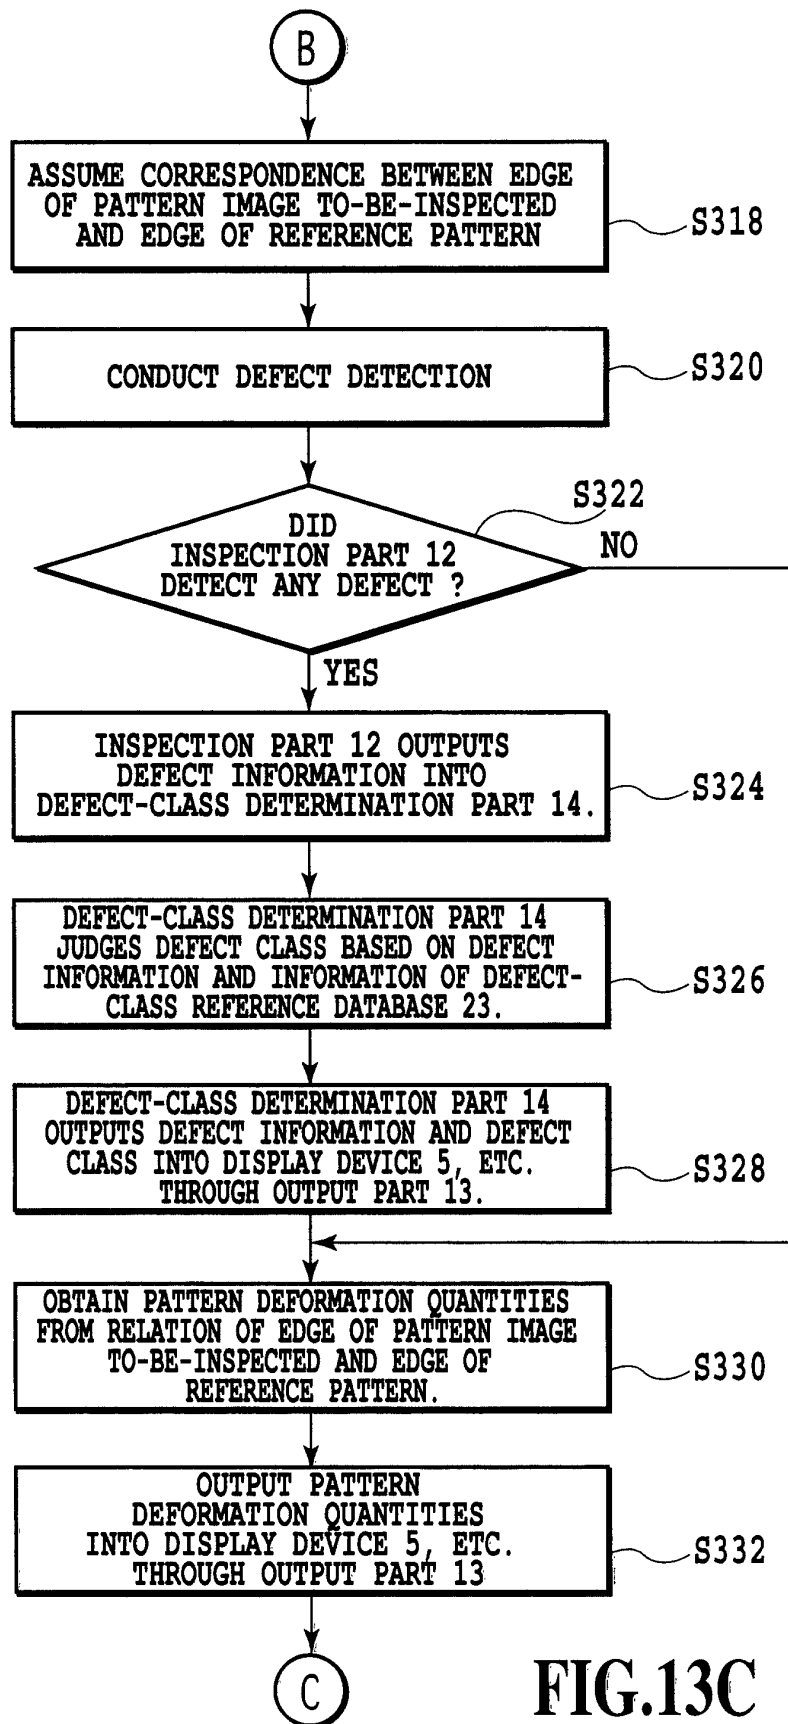 B
ASSUME CORRESPONDENCE BETWEEN EDGE
OF PATTERN IMAGE TO-BE-INSPECTED
AND EDGE OF REFERENCE PATTERN
S318
CONDUCT DEFECT DETECTION
S320
S322
DID
INSPECTION PART 12
DETECT ANY DEFECT ?
NO
YES
INSPECTION PART 12 OUTPUTS
DEFECT INFORMATION INTO
DEFECT-CLASS DETERMINATION PART 14.
S324
DEFECT-CLASS DETERMINATION PART 14
JUDGES DEFECT CLASS BASED ON DEFECT
INFORMATION AND INFORMATION OF DEFECT-
CLASS REFERENCE DATABASE 23.
S326
DEFECT-CLASS DETERMINATION PART 14
OUTPUTS DEFECT INFORMATION AND DEFECT
CLASS INTO DISPLAY DEVICE 5, ETC.
THROUGH OUTPUT PART 13.
S328
OBTAIN PATTERN DEFORMATION QUANTITIES
FROM RELATION OF EDGE OF PATTERN IMAGE
TO-BE-INSPECTED AND EDGE OF
REFERENCE PATTERN.
S330
OUTPUT PATTERN
DEFORMATION QUANTITIES
INTO DISPLAY DEVICE 5, ETC.
THROUGH OUTPUT PART 13
S332
C
FIG.13C